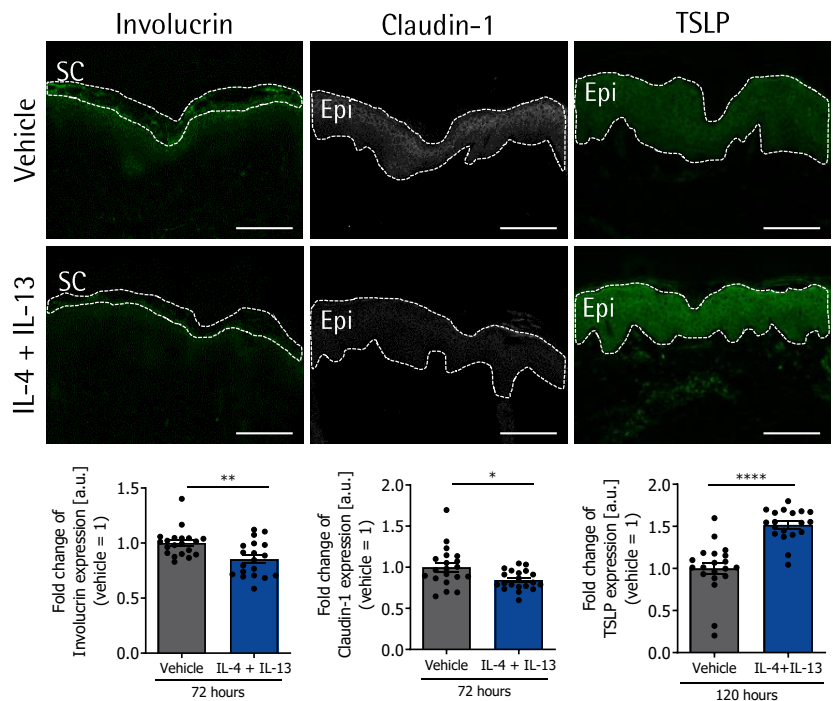 Involucrin
Claudin-1
TSLP
Vehicle
SC
Epi
Epi
IL-4 + IL-13
SC
Epi
Epi
Fold change of
Involucrin expression [a.u.]
(vehicle = 1)
1.5
1.0
0.5
0.0
**
Vehicle
IL-4 + IL-13
72 hours
Fold change of
Claudin-1 expression [a.u.]
(vehicle = 1)
2.0
1.5
1.0
0.5
0.0
*
Vehicle
IL-4 + IL-13
72 hours
Fold change of
TSLP expression [a.u.]
(vehicle = 1)
2.0
1.5
1.0
0.5
0.0
****
Vehicle
IL-4+IL-13
120 hours